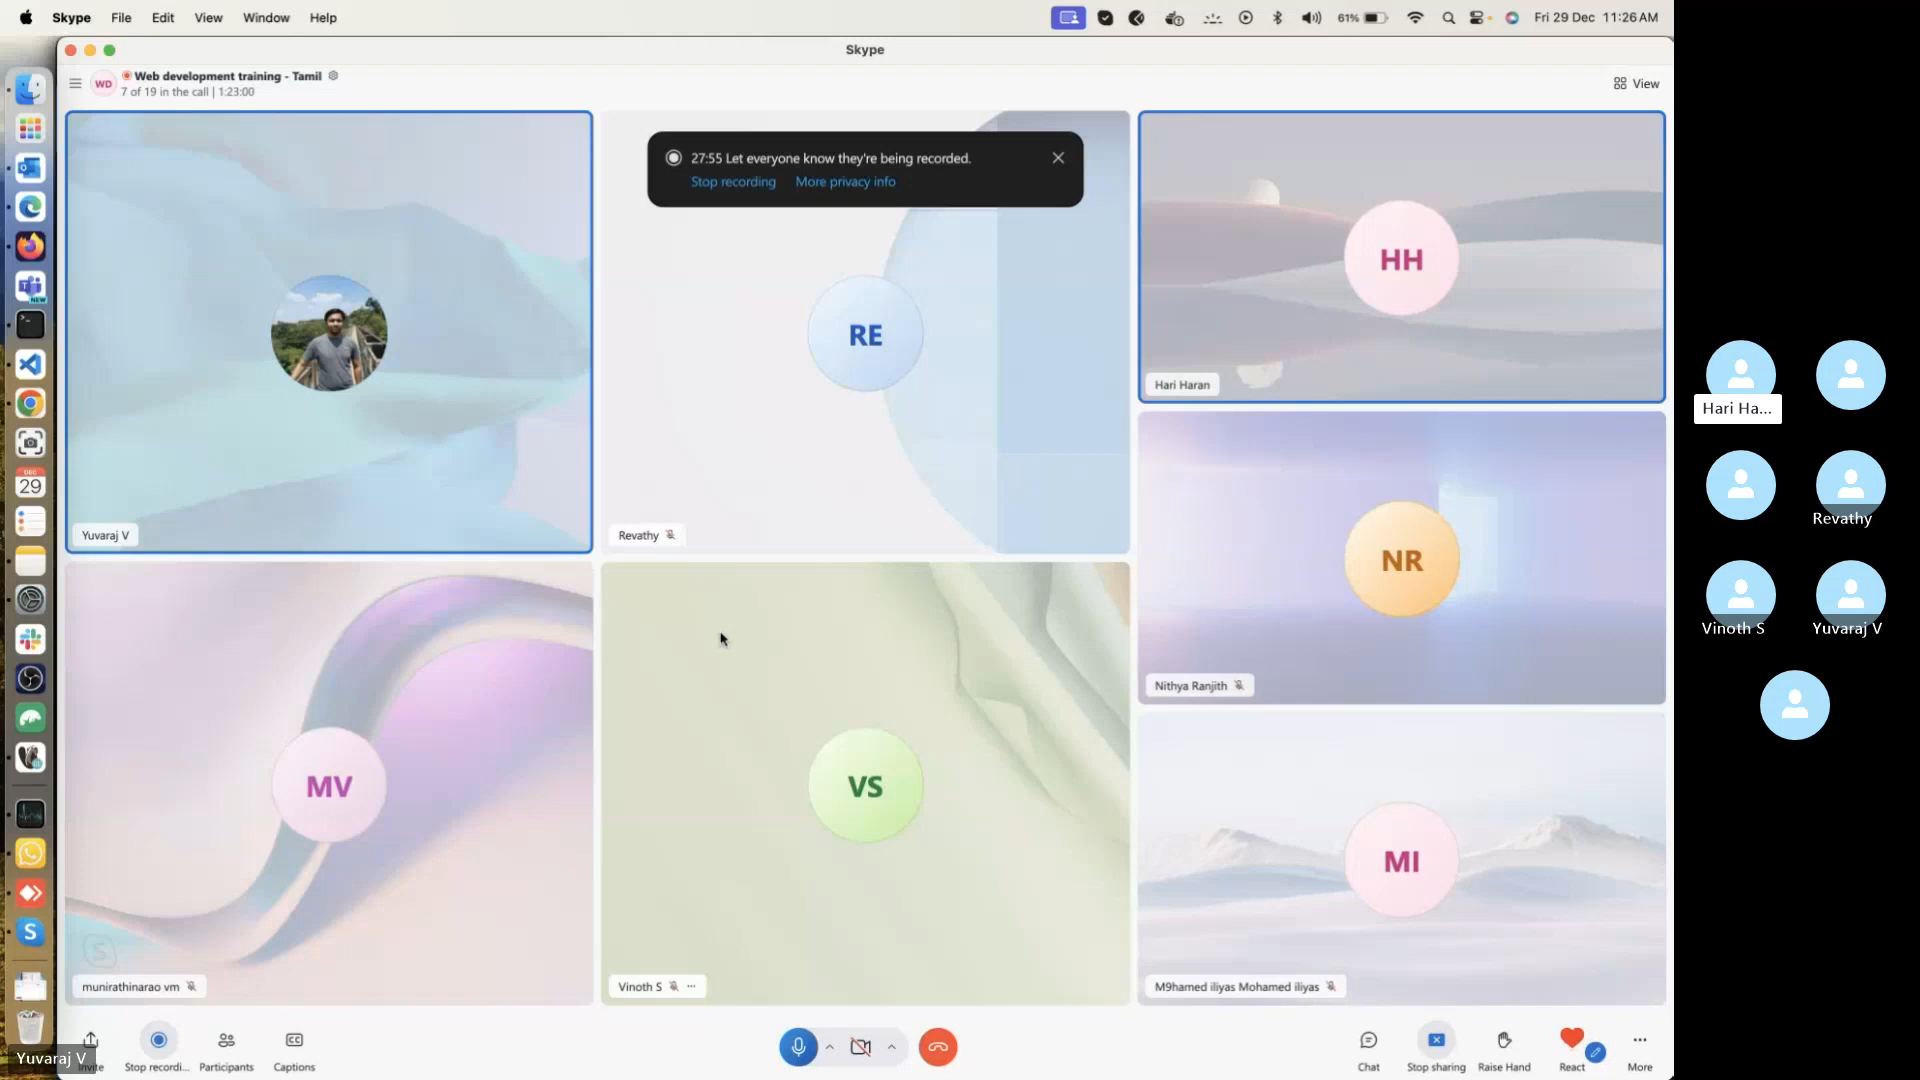 Skype File Edit View Window Help
61% Fri 29 Dec 11:26 AM
Skype
WD Web development training - Tamil
7 of 19 in the call | 1:23:00
View
27:55 Let everyone know they're being recorded.
Stop recording More privacy info
RE
HH
Hari Haran
Yuvaraj V
Revathy
NR
Nithya Ranjith
MV
VS
MI
munirathinarao vm
Vinoth S
M9hamed iliyas Mohamed iliyas
NEW
DEC
29
S
Hari Ha...
Revathy
Vinoth S
Yuvaraj V
Yuvaraj V
Invite
Stop recordi...
Participants
CC
Captions
Chat
Stop sharing
Raise Hand
React
More